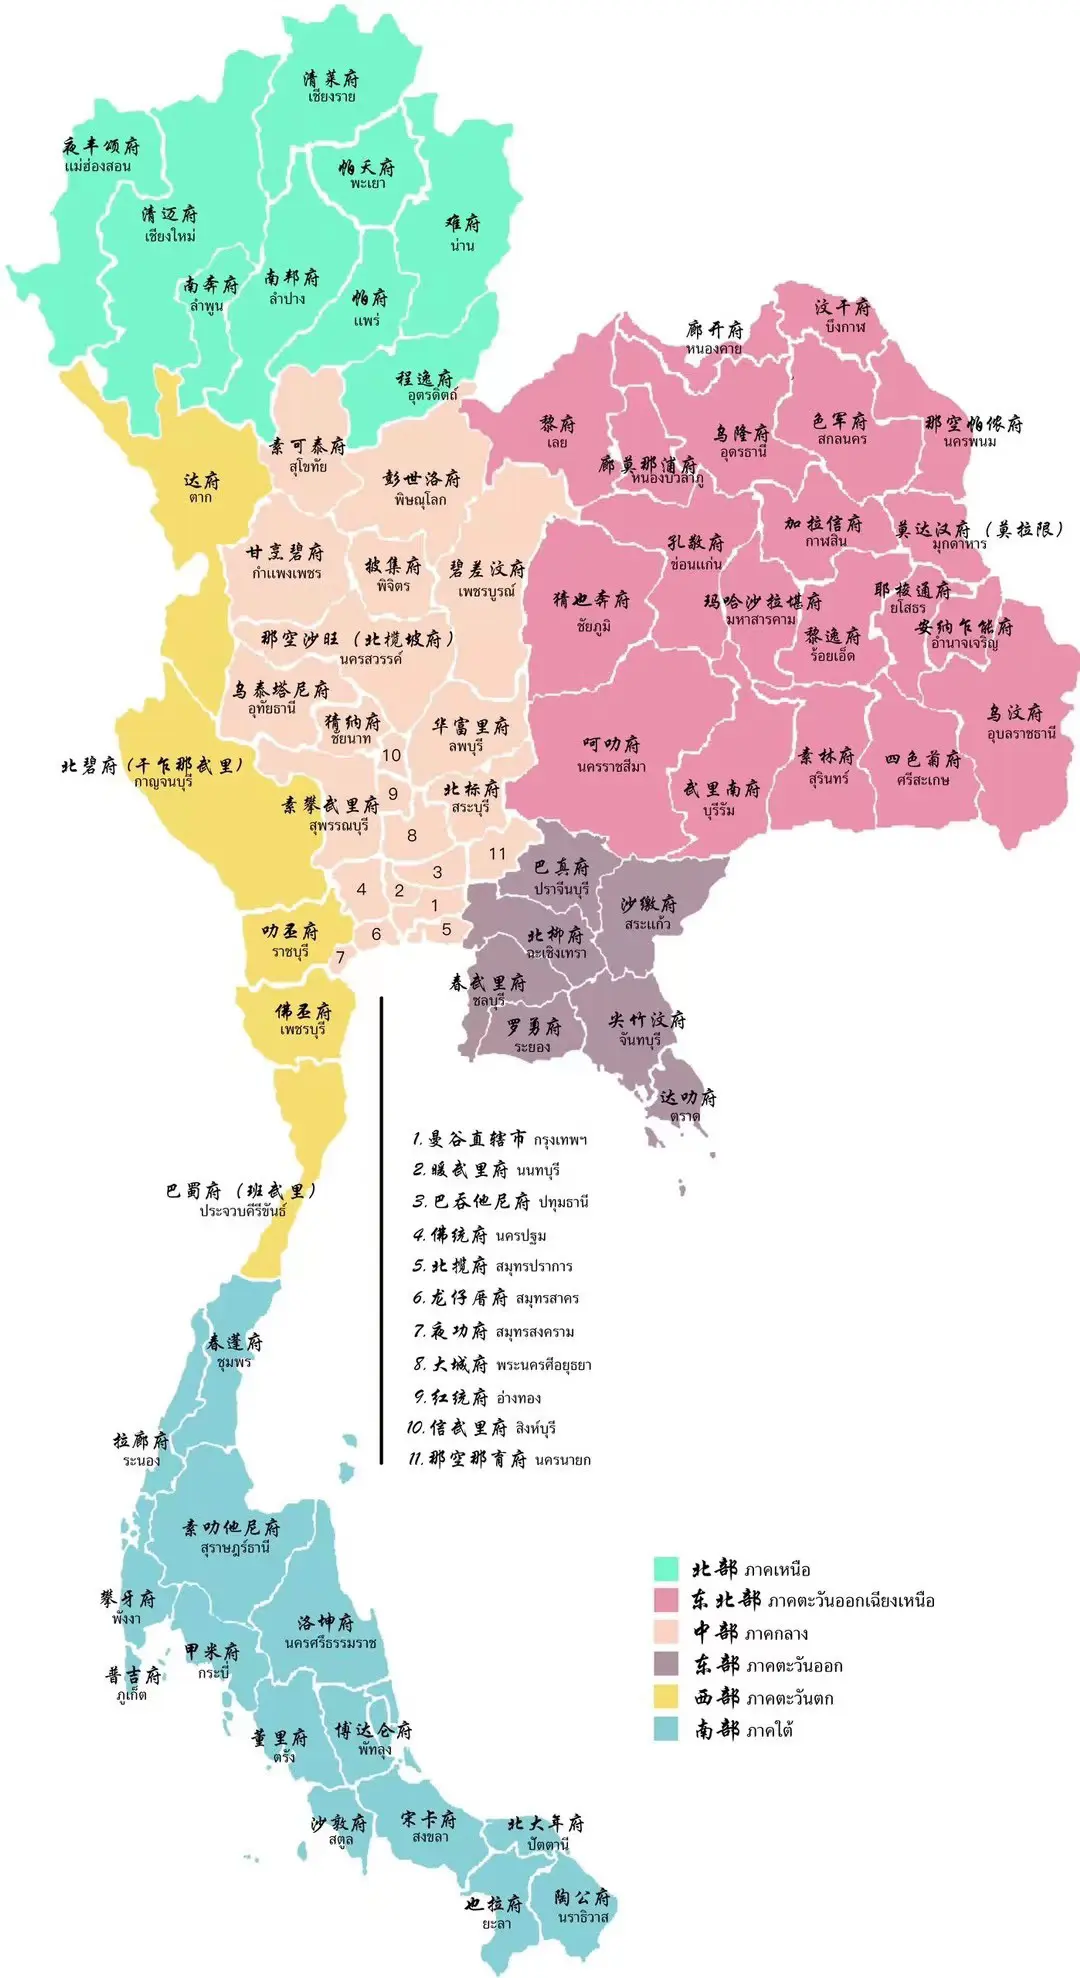 清莱府
เชียงราย
夜丰颂府
แม่ฮ่องสอน
帕夭府
พะเยา
清迈府
เชียงใหม่
难府
น่าน
南奔府
ลำพูน
南邦府
ลำปาง
帕府
แพร่
程逸府
อุตรดิตถ์
汶干府
บึงกาฬ
廊开府
หนองคาย
黎府
เลย
廊莫那浦府
หนองบัวลำภู
乌隆府
อุดรธานี
色军府
สกลนคร
那空帕侬府
นครพนม
素可泰府
สุโขทัย
彭世洛府
พิษณุโลก
达府
ตาก
甘烹碧府
กำแพงเพชร
披集府
พิจิตร
碧差汶府
เพชรบูรณ์
孔敬府
ขอนแก่น
加拉信府
กาฬสิน
莫达汉府（莫拉限）
มุกดาหาร
猜也奔府
ชัยภูมิ
玛哈沙拉堪府
มหาสารคาม
黎逸府
ร้อยเอ็ด
耶梭通府
ยโสธร
安纳乍能府
อำนาจเจริญ
那空沙旺（北榄坡府）
นครสวรรค์
乌泰塔尼府
อุทัยธานี
猜纳府
ชัยนาท
华富里府
ลพบุรี
呵叻府
นครราชสีมา
武里南府
บุรีรัม
素林府
สุรินทร์
四色菊府
ศรีสะเกษ
乌汶府
อุบลราชธานี
北碧府(干乍那武里)
กาญจนบุรี
素攀武里府
สุพรรณบุรี
北标府
สระบุรี
10
9
8
11
3
4
2
1
6
5
7
巴真府
ปราจีนบุรี
沙缴府
สระแก้ว
北柳府
ฉะเชิงเทรา
春武里府
ชลบุรี
罗勇府
ระยอง
尖竹汶府
จันทบุรี
达叻府
ตราด
叻丕府
ราชบุรี
佛丕府
เพชรบุรี
巴蜀府（班武里）
ประจวบคีรีขันธ์
1.曼谷直辖市 กรุงเทพฯ
2.暖武里府 นนทบุรี
3.巴吞他尼府 ปทุมธานี
4.佛统府 นครปฐม
5.北揽府 สมุทรปราการ
6.龙仔厝府 สมุทรสาคร
7.夜功府 สมุทรสงคราม
8.大城府 พระนครศีอยุธยา
9.红统府 อ่างทอง
10.信武里府 สิงห์บุรี
11.那空那育府 นครนายก
春蓬府
ชุมพร
拉廊府
ระนอง
素叻他尼府
สุราษฎร์ธานี
攀牙府
พังงา
洛坤府
นครศรีธรรมราช
甲米府
กระบี่
普吉府
ภูเก็ต
董里府
ตรัง
博达仑府
พัทลุง
沙敦府
สตูล
宋卡府
สงขลา
北大年府
ปัตตานี
也拉府
ยะลา
陶公府
นราธิวาส
北部 ภาคเหนือ
东北部 ภาคตะวันออกเฉียงเหนือ
中部 ภาคกลาง
东部 ภาคตะวันออก
西部 ภาคตะวันตก
南部 ภาคใต้